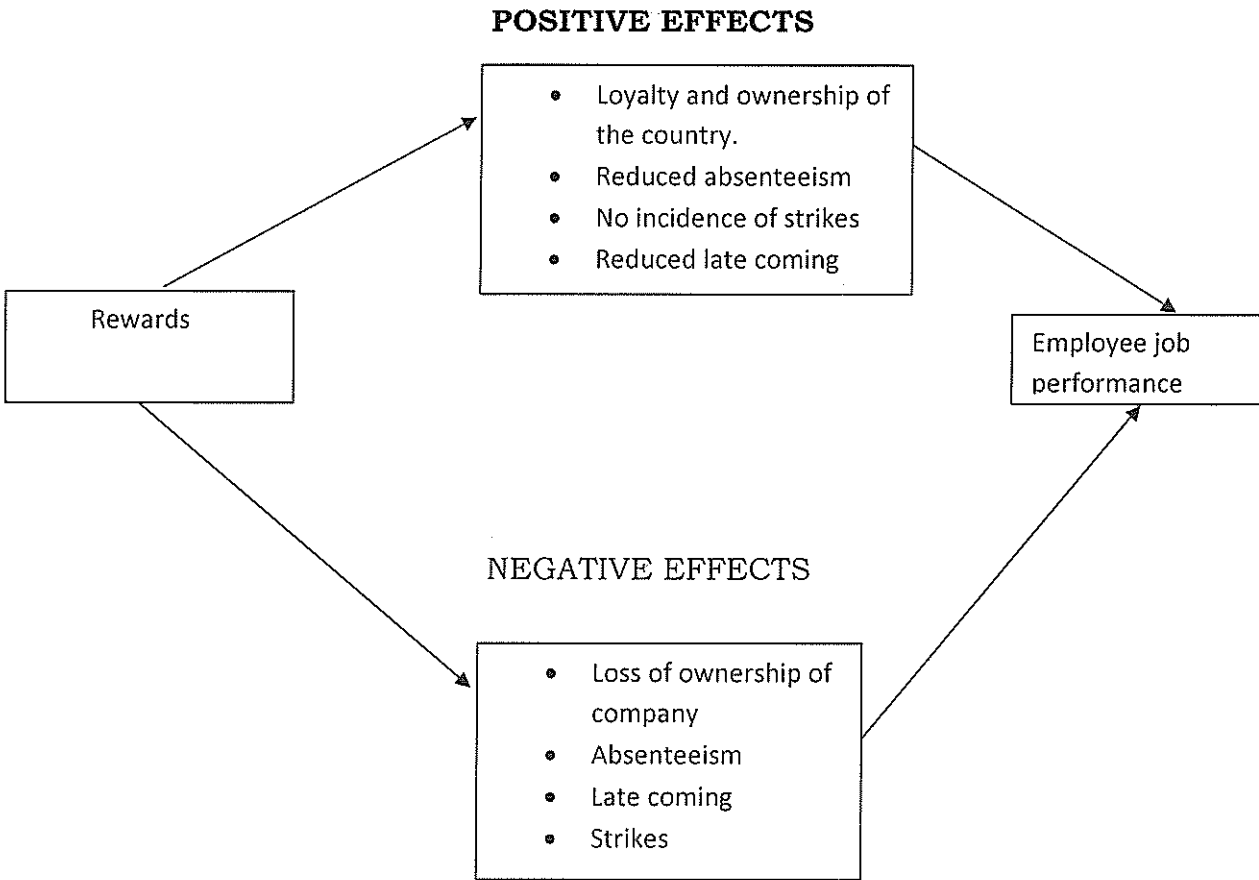 POSITIVE EFFECTS
• Loyalty and ownership of
the country.
• Reduced absenteeism
• No incidence of strikes
• Reduced late coming
Rewards
Employee job
performance
NEGATIVE EFFECTS
• Loss of ownership of
company
• Absenteeism
• Late coming
• Strikes